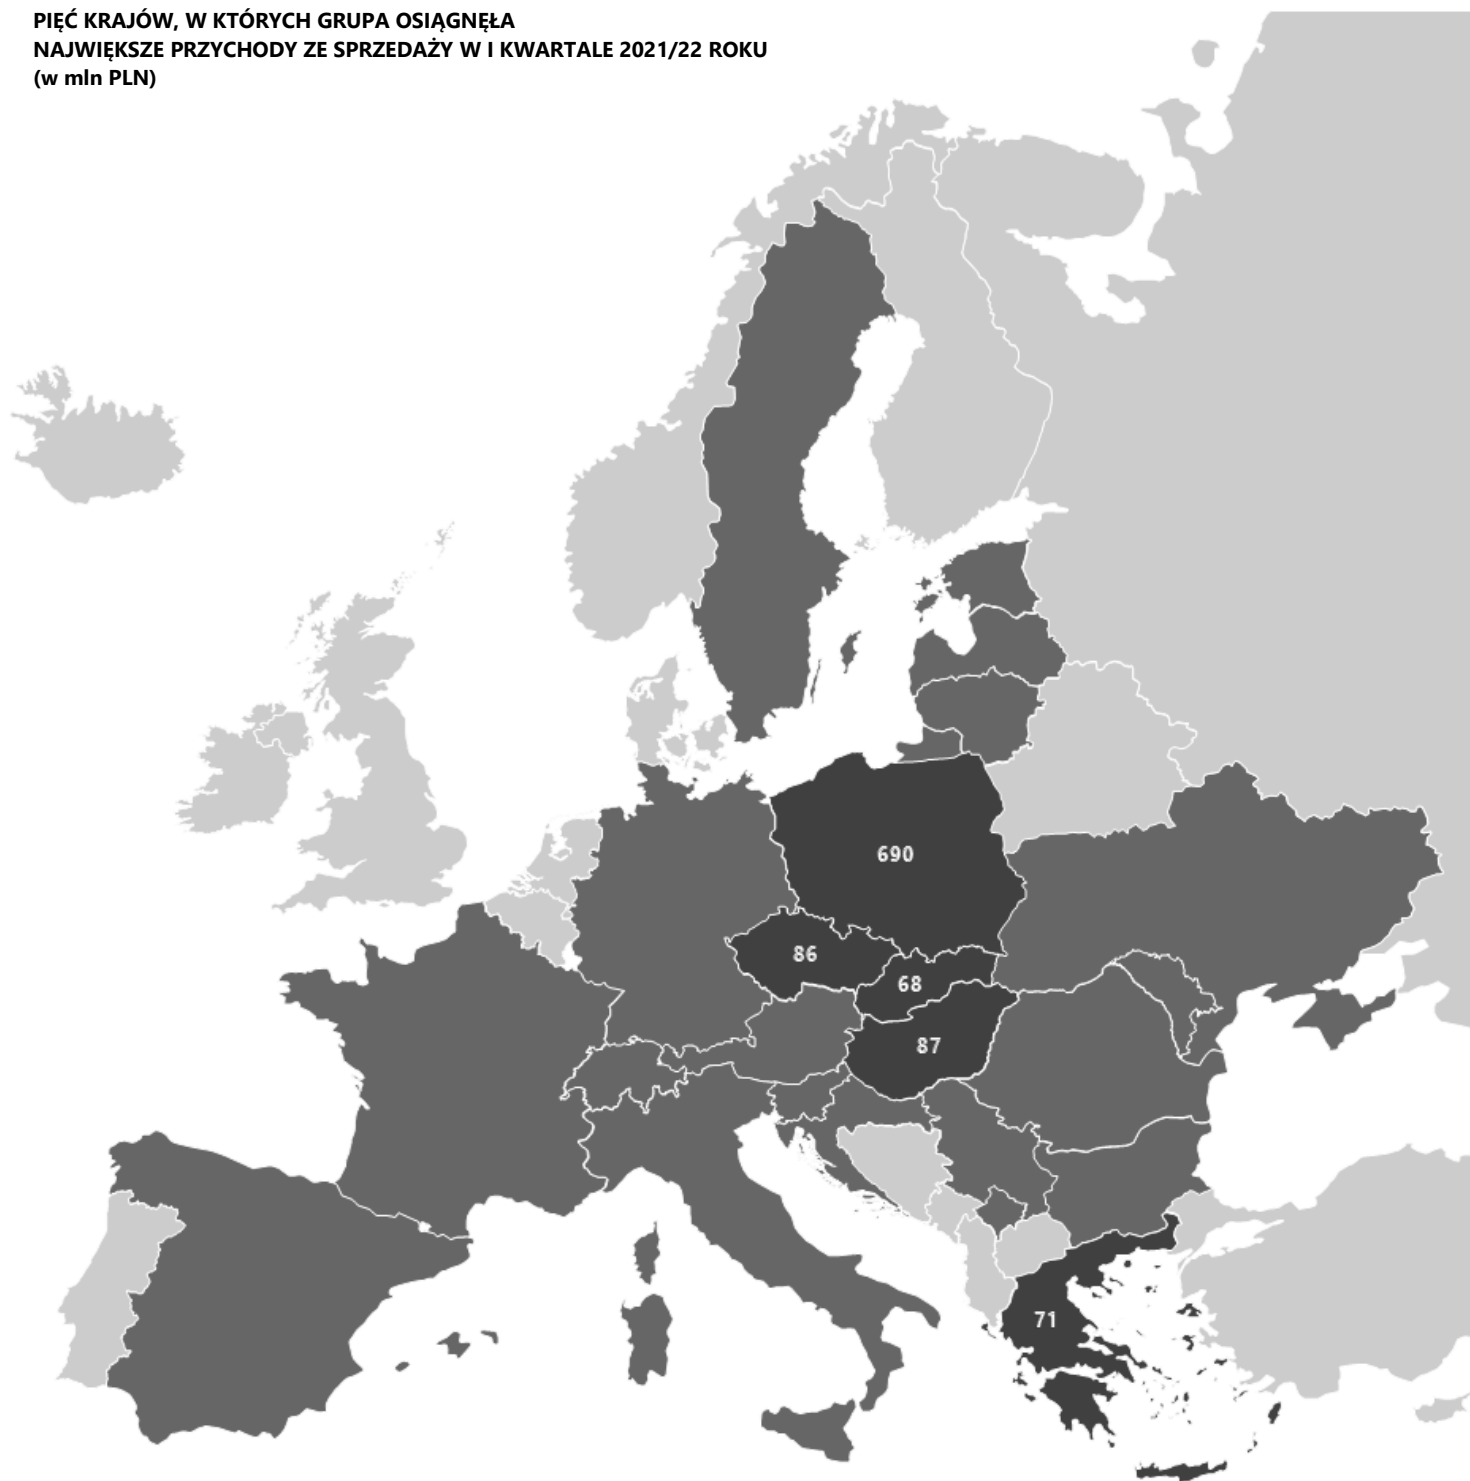 PIĘĆ KRAJÓW, W KTÓRYCH GRUPA OSIĄGNĘŁA
NAJWIĘKSZE PRZYCHODY ZE SPRZEDAŻY W I KWARTALE 2021/22 ROKU
(w mln PLN)
690
86
68
87
71